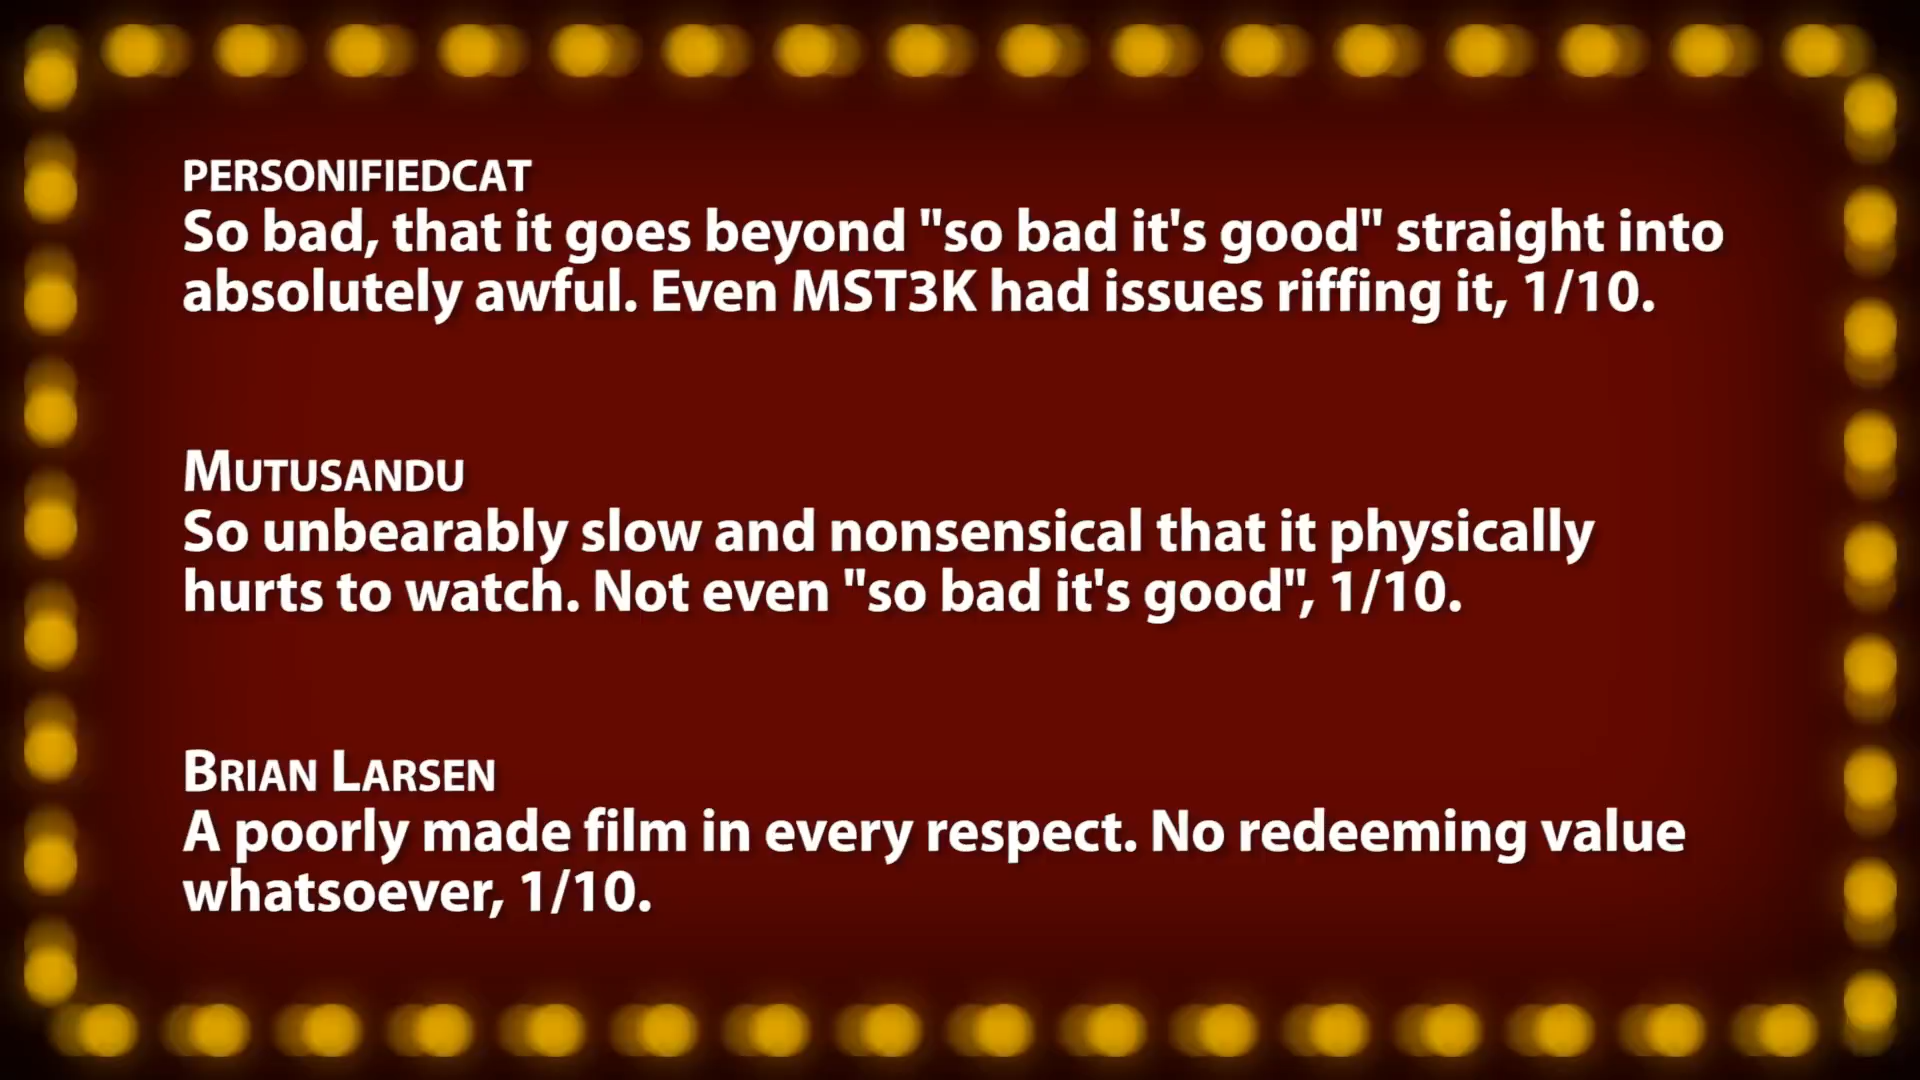 PERSONIFIEDCAT
So bad, that it goes beyond "so bad it's good" straight into
absolutely awful. Even MST3K had issues riffing it, 1/10.
MUTUSANDU
So unbearably slow and nonsensical that it physically
hurts to watch. Not even "so bad it's good", 1/10.
BRIAN LARSEN
A poorly made film in every respect. No redeeming value
whatsoever, 1/10.